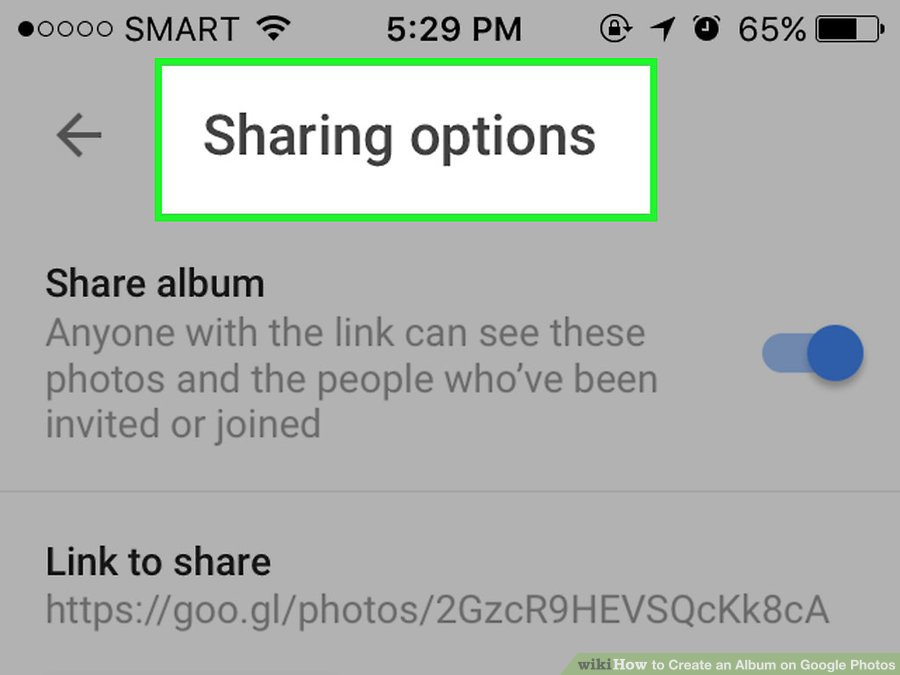 SMART 5:29 PM 65%
Sharing options
Share album
Anyone with the link can see these
photos and the people who’ve been
invited or joined
Link to share
https://goo.gl/photos/2GzcR9HEVSQcKk8cA
wikiHow to Create an Album on Google Photos